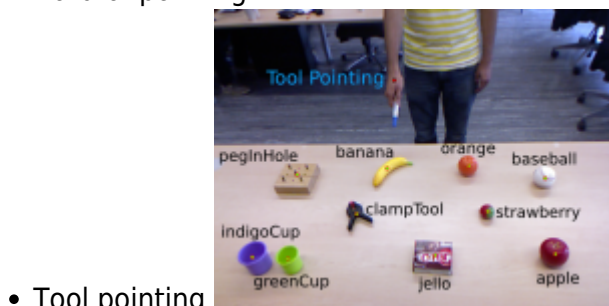 Tool Pointing
pegInHole
banana
orange
baseball
clampTool
strawberry
indigoCup
greenCup
jello
apple
• Tool pointing